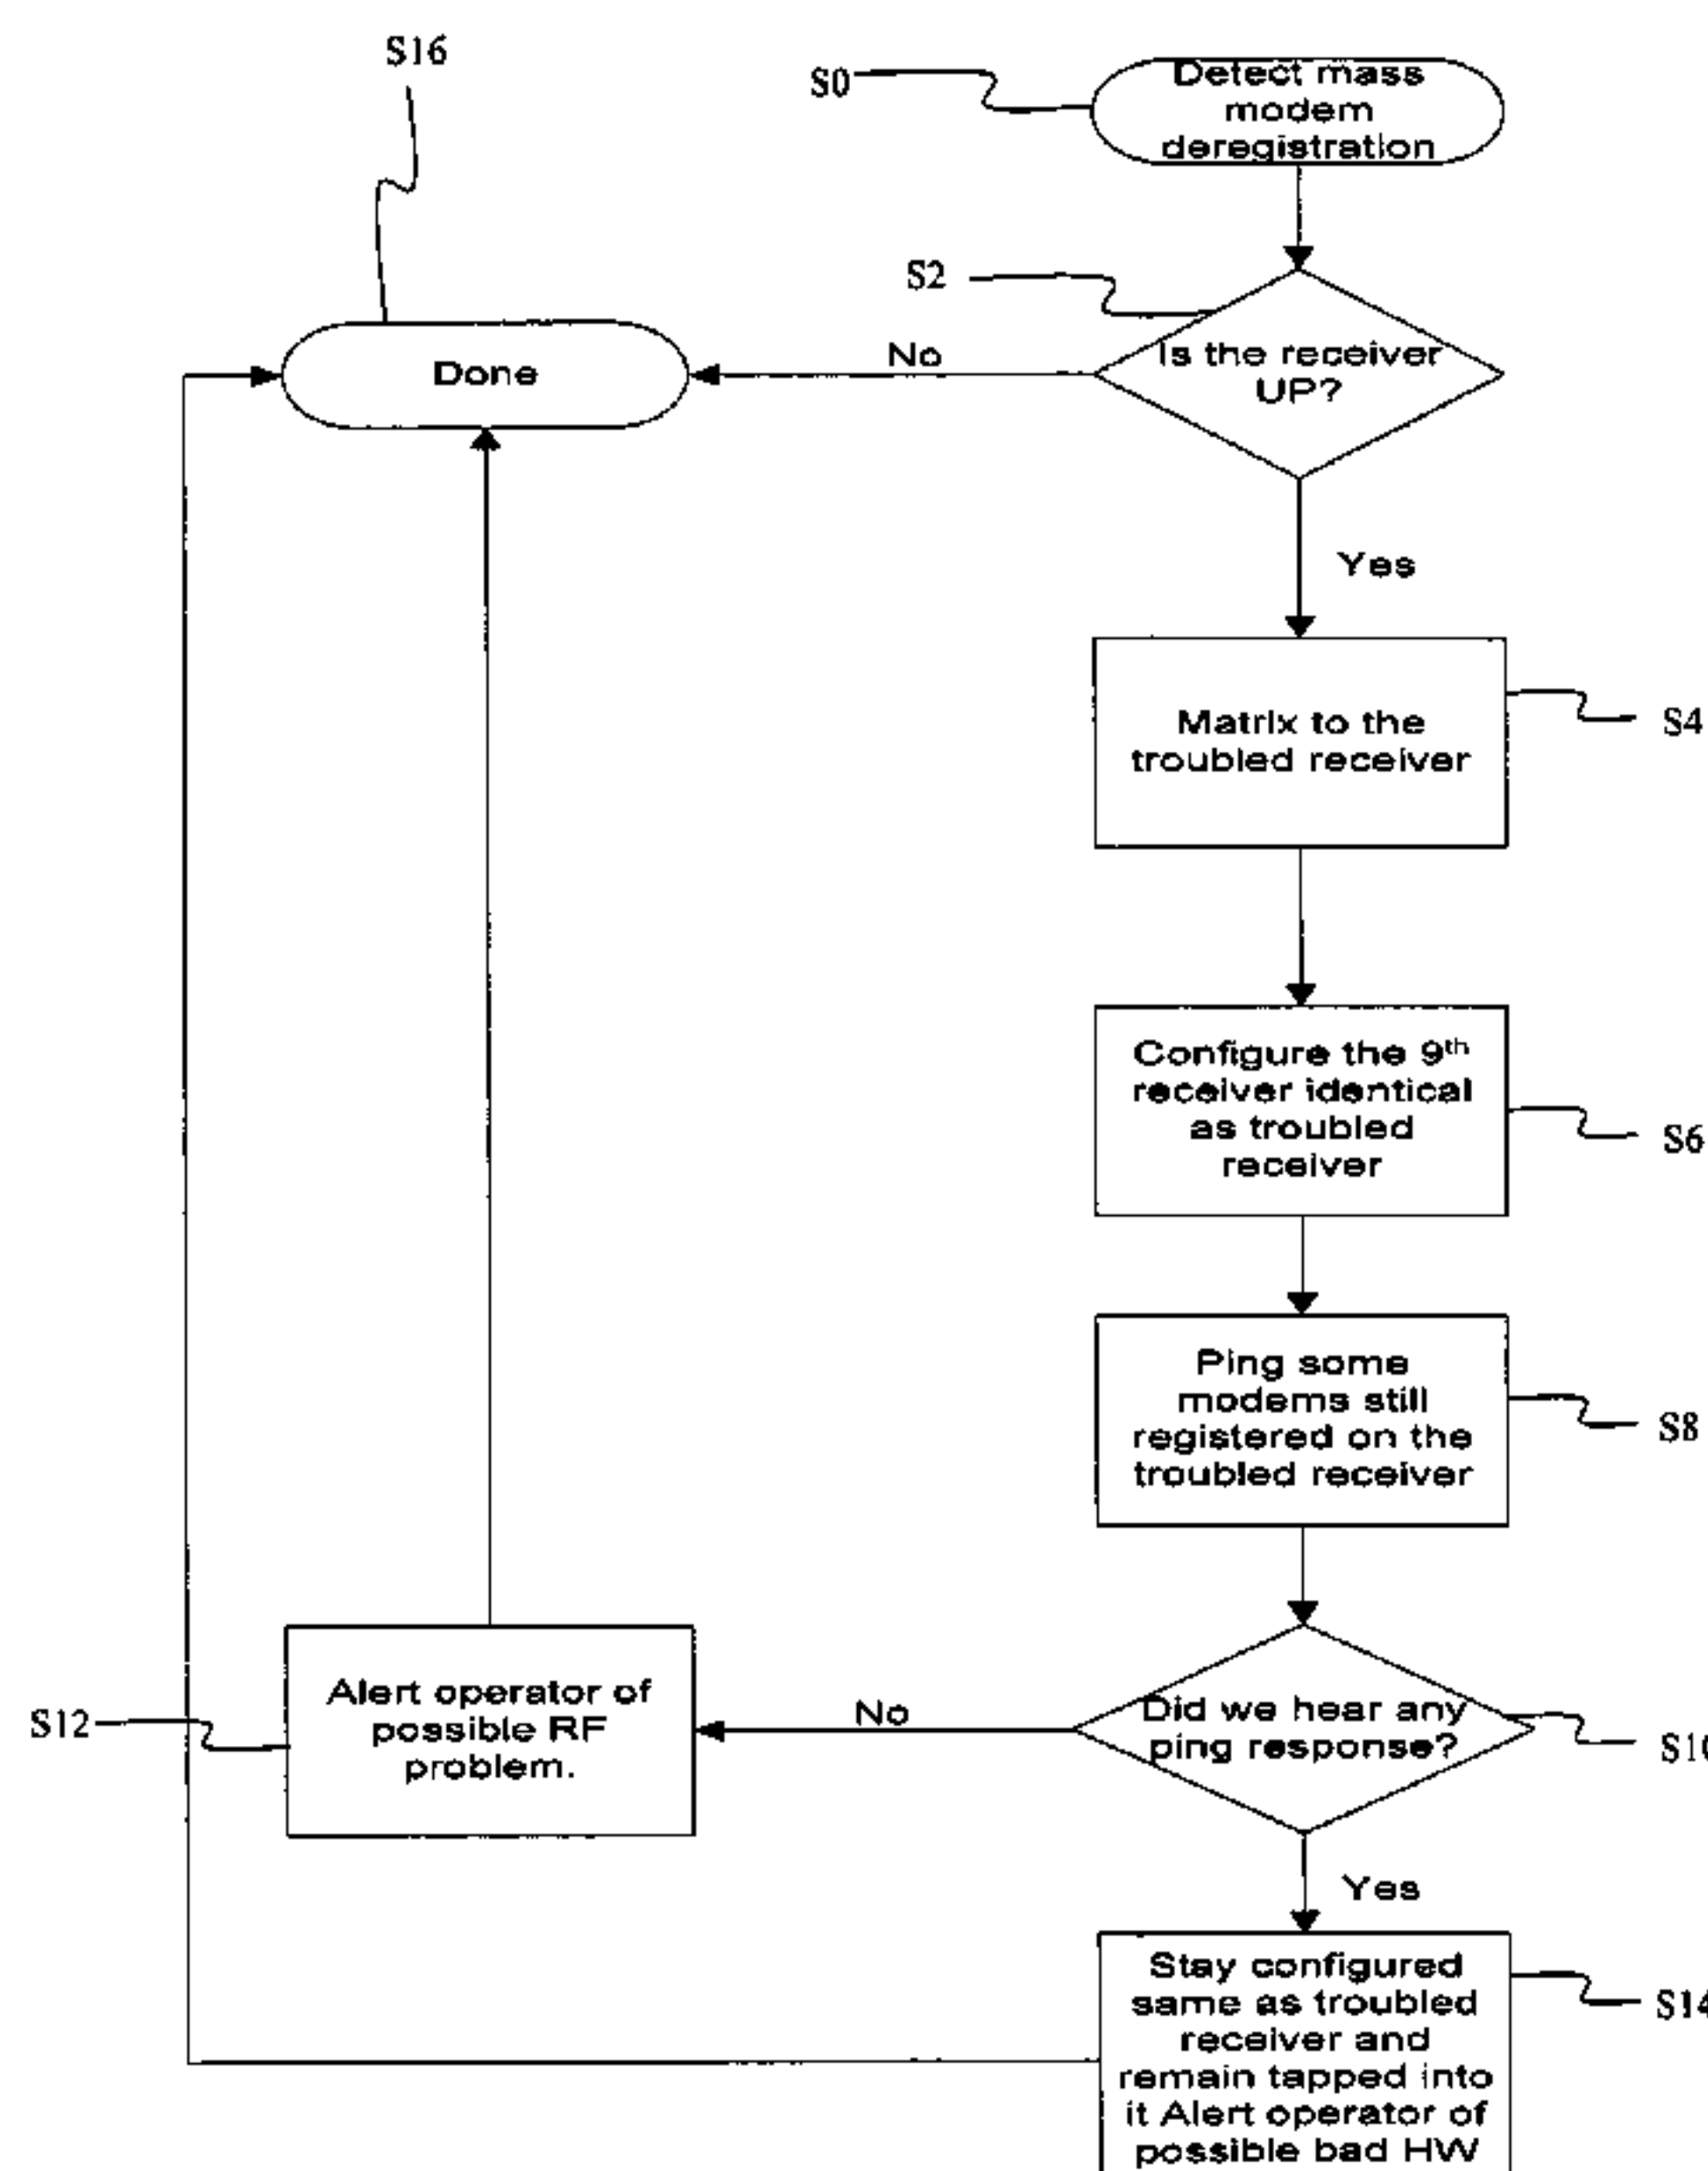 S16
S0
Detect mass
modem
deregistration
S2
Is the receiver
UP?
No
Done
Yes
Matrix to the
troubled receiver
S4
Configure the 9th
receiver identical
as troubled
receiver
S6
Ping some
modems still
registered on the
troubled receiver
S8
Did we hear any
ping response?
S10
No
Alert operator of
possible RF
problem.
S12
Yes
Stay configured
same as troubled
receiver and
remain tapped into
it Alert operator of
possible bad HW
S14